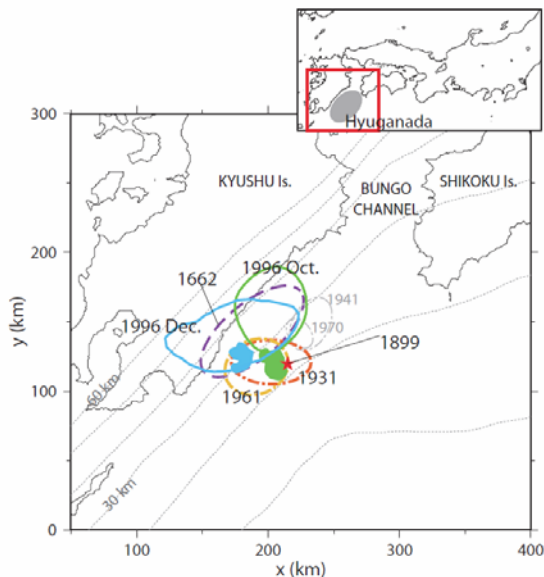 Hyuganada
300
200
100
0
y (km)
KYUSHU Is.
BUNGO
CHANNEL
SHIKOKU Is.
1996 Oct.
1662
1941
1996 Dec.
1970
1899
1931
1961
60 km
30 km
100
200
300
400
x (km)